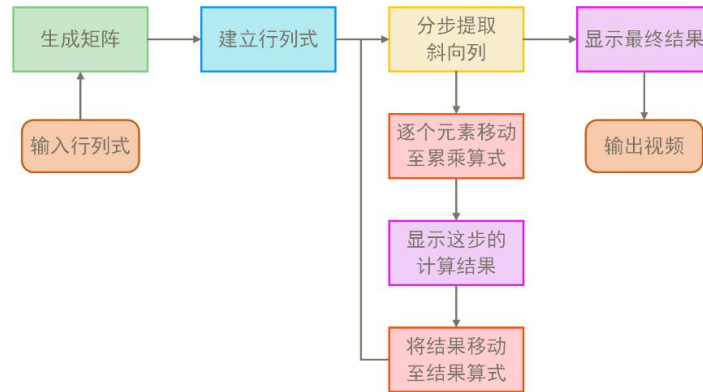 生成矩阵
建立行列式
分步提取
斜向列
显示最终结果
输入行列式
逐个元素移动
至累乘算式
输出视频
显示这步的
计算结果
将结果移动
至结果算式